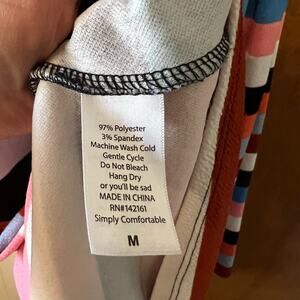 97% Polyester
3% Spandex
Machine Wash Cold
Gentle Cycle
Do Not Bleach
Hang Dry
or you'll be sad
MADE IN CHINA
RN#142161
Simply Comfortable
M